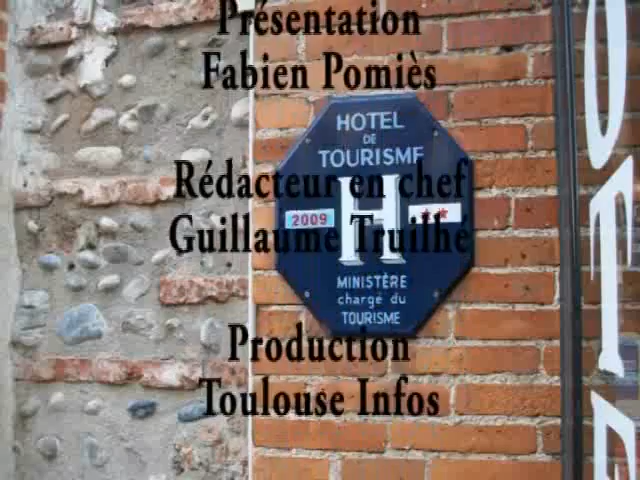 Présentation
Fabien Pomiès
HOTEL
DE
TOURISME
Rédacteur en chef
2009
H
Guillaume Truilhé
MINISTÈRE
chargé du
TOURISME
Production
Toulouse Infos